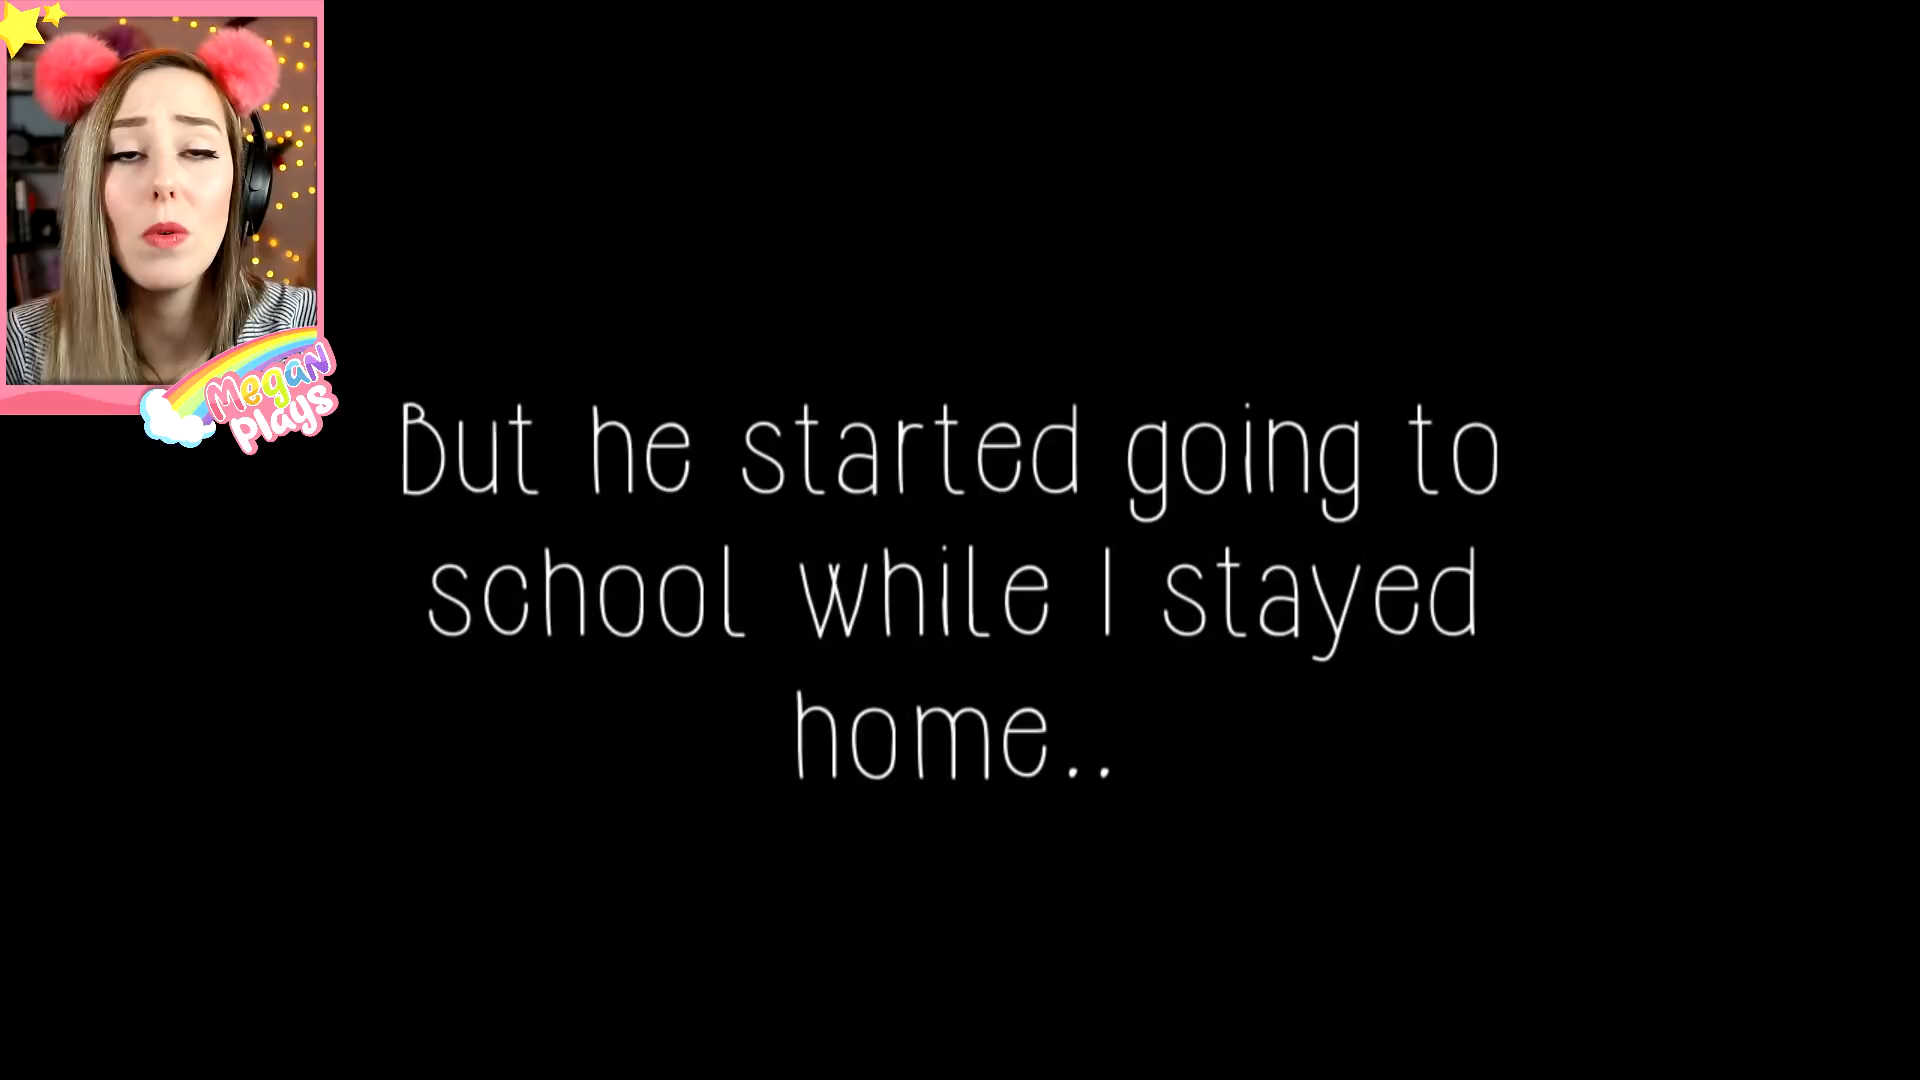 Megan
Plays
But he started going to
school while I stayed
home..